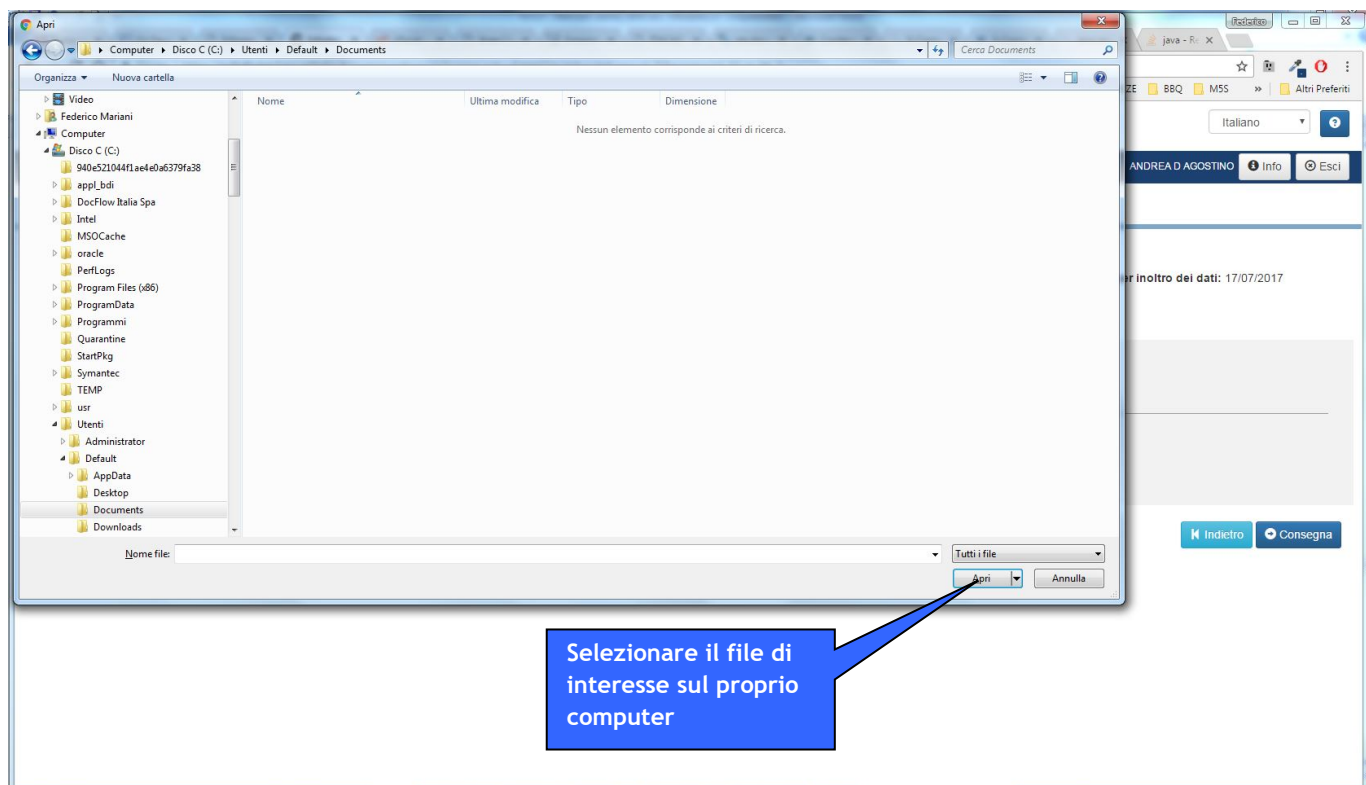 Apri
Federico
java - Re
Computer Disco C (C:) Utenti Default Documents
Cerca Documents
Organizza Nuova cartella
ZE BBQ M5S » Altri Preferiti
Italiano
ANDREA D AGOSTINO Info Esci
er inoltro dei dati: 17/07/2017
Indietro Consegna
Video
Federico Mariani
Computer
Disco C (C:)
940e521044f1ae4e0a6379fa38
appl_bdi
DocFlow Italia Spa
Intel
MSOCache
oracle
PerfLogs
Program Files (x86)
ProgramData
Programmi
Quarantine
StartPkg
Symantec
TEMP
usr
Utenti
Administrator
Default
AppData
Desktop
Documents
Downloads
Nome Ultima modifica Tipo Dimensione
Nessun elemento corrisponde ai criteri di ricerca.
Nome file:
Tutti i file
Apri Annulla
Selezionare il file di
interesse sul proprio
computer